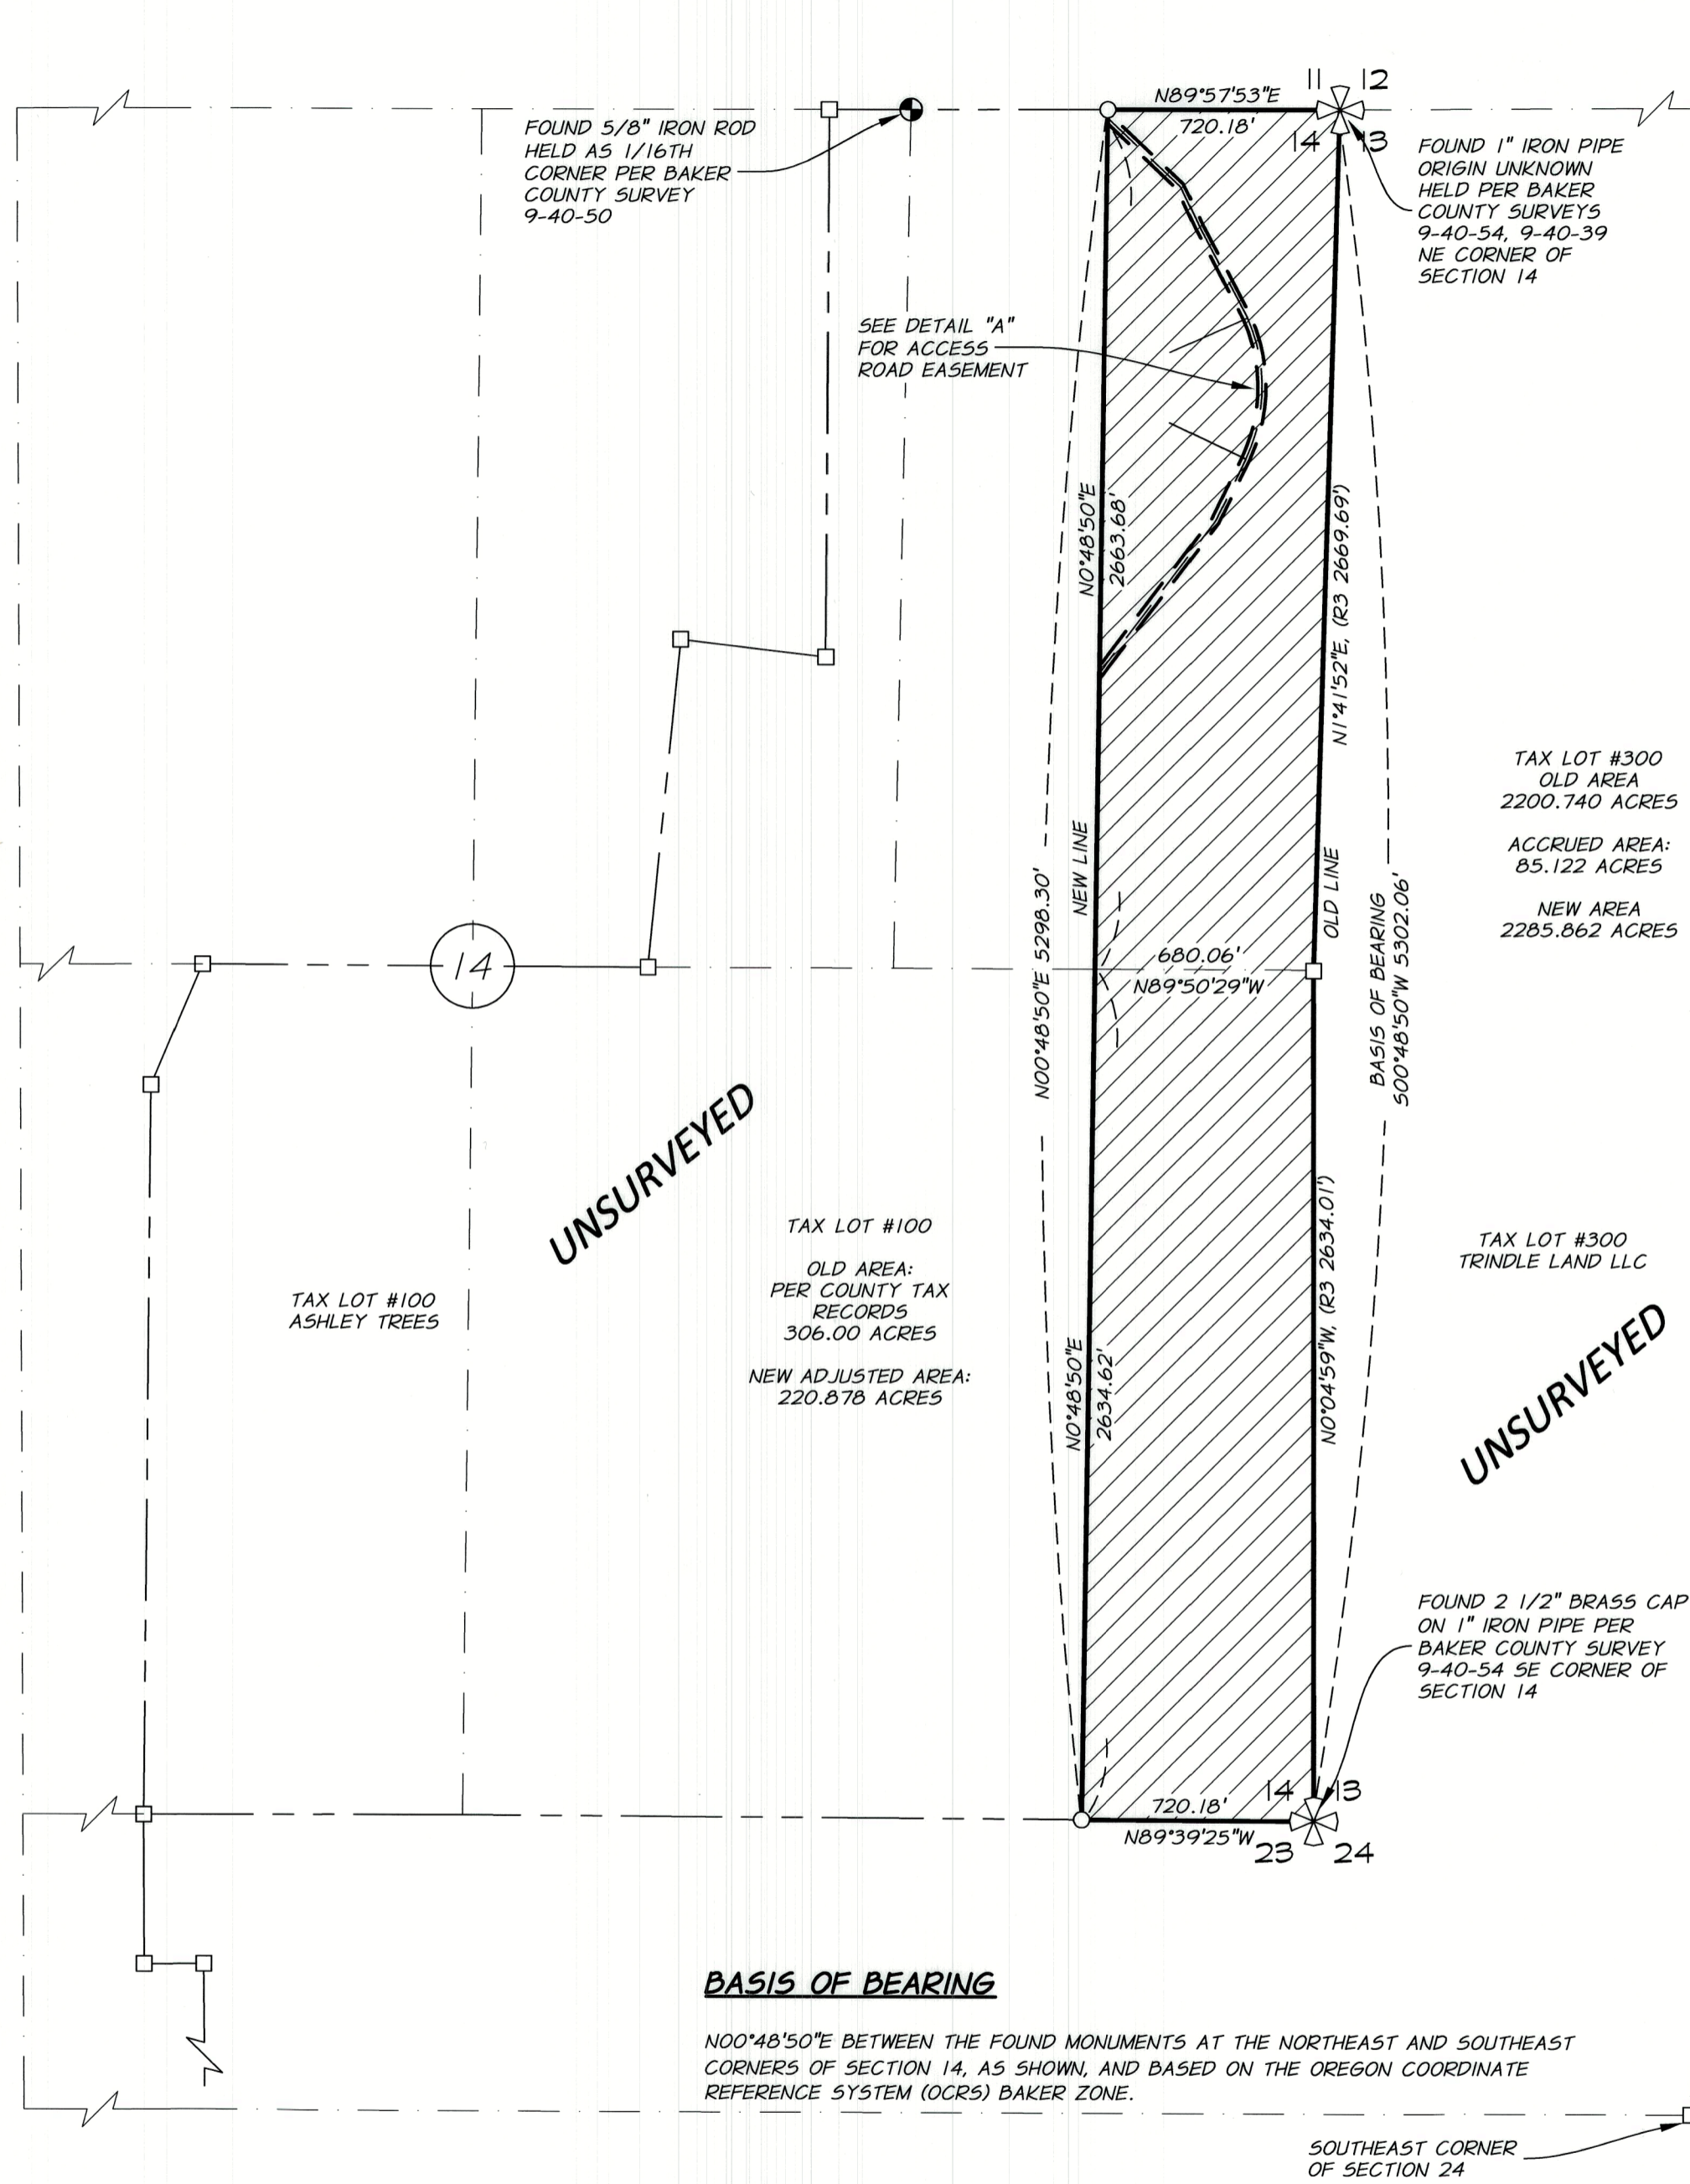 11 12
N89°57'53"E
720.18'
14 13
FOUND 5/8" IRON ROD
HELD AS 1/16TH
CORNER PER BAKER
COUNTY SURVEY
9-40-50
FOUND 1" IRON PIPE
ORIGIN UNKNOWN
HELD PER BAKER
COUNTY SURVEYS
9-40-54, 9-40-39
NE CORNER OF
SECTION 14
SEE DETAIL "A"
FOR ACCESS
ROAD EASEMENT
N0°48'50"E
2663.68'
N1°41'52"E, (R3 2669.69')
TAX LOT #300
OLD AREA
2200.740 ACRES
ACCRUED AREA:
85.122 ACRES
NEW AREA
2285.862 ACRES
NEW LINE
OLD LINE
N00°48'50"E 5298.30'
BASIS OF BEARING
S00°48'50"W 5302.06'
14
680.06'
N89°50'29"W
UNSURVEYED
TAX LOT #100
OLD AREA:
PER COUNTY TAX
RECORDS
306.00 ACRES
NEW ADJUSTED AREA:
220.878 ACRES
TAX LOT #100
ASHLEY TREES
N0°48'50"E
2634.62'
N0°04'59"W, (R3 2634.01')
TAX LOT #300
TRINDLE LAND LLC
UNSURVEYED
FOUND 2 1/2" BRASS CAP
ON 1" IRON PIPE PER
BAKER COUNTY SURVEY
9-40-54 SE CORNER OF
SECTION 14
14 13
720.18'
N89°39'25"W
23 24
BASIS OF BEARING
N00°48'50"E BETWEEN THE FOUND MONUMENTS AT THE NORTHEAST AND SOUTHEAST
CORNERS OF SECTION 14, AS SHOWN, AND BASED ON THE OREGON COORDINATE
REFERENCE SYSTEM (OCRS) BAKER ZONE.
SOUTHEAST CORNER
OF SECTION 24